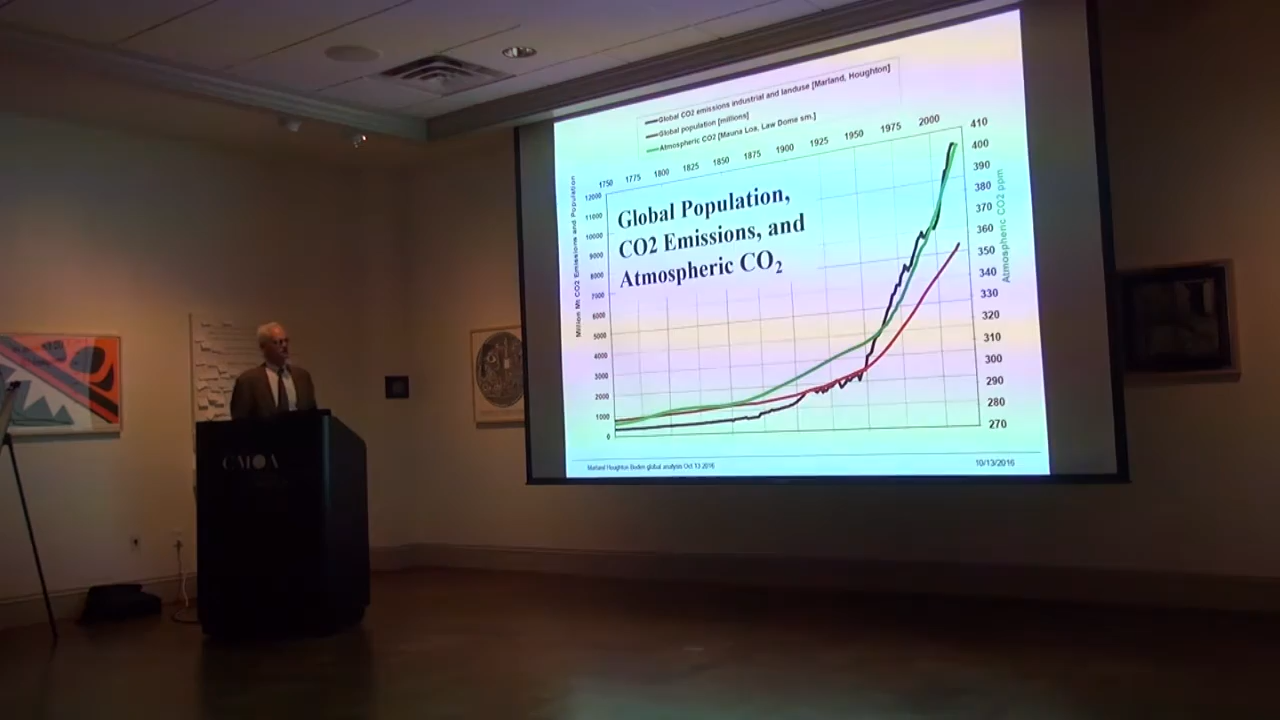 Global CO2 emissions industrial and landuse [Marland, Houghton]
Global population [millions]
Atmospheric CO2 [Mauna Loa, Law Dome sm.]
1750 1775 1800 1825 1850 1875 1900 1925 1950 1975 2000
Global Population,
CO2 Emissions, and
Atmospheric CO₂
Million Mt CO2 Emissions and Population
12000
11000
10000
9000
8000
7000
6000
5000
4000
3000
2000
1000
0
410
400
390
380
370
360
350
340
330
320
310
300
290
280
270
Atmospheric CO2 ppm
Marland Houghton Boden global analysis Oct 13 2016
10/13/2016
CMOA